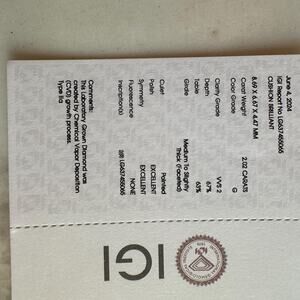 June 4, 2024
IGI Report No LG637455065
CUSHION BRILLIANT
8.69 X 6.67 X 4.47 MM
Carat Weight 2.02 CARATS
Color Grade G
Clarity Grade VVS 2
Depth 67%
Table 63%
Girdle Medium To Slightly
Thick (Faceted)
Culet Pointed
Polish EXCELLENT
Symmetry EXCELLENT
Fluorescence NONE
Inscription(s) IGI LG637455065
Comments:
This Laboratory Grown Diamond was
created by Chemical Vapor Deposition
(CVD) growth process.
Type IIa
IGI